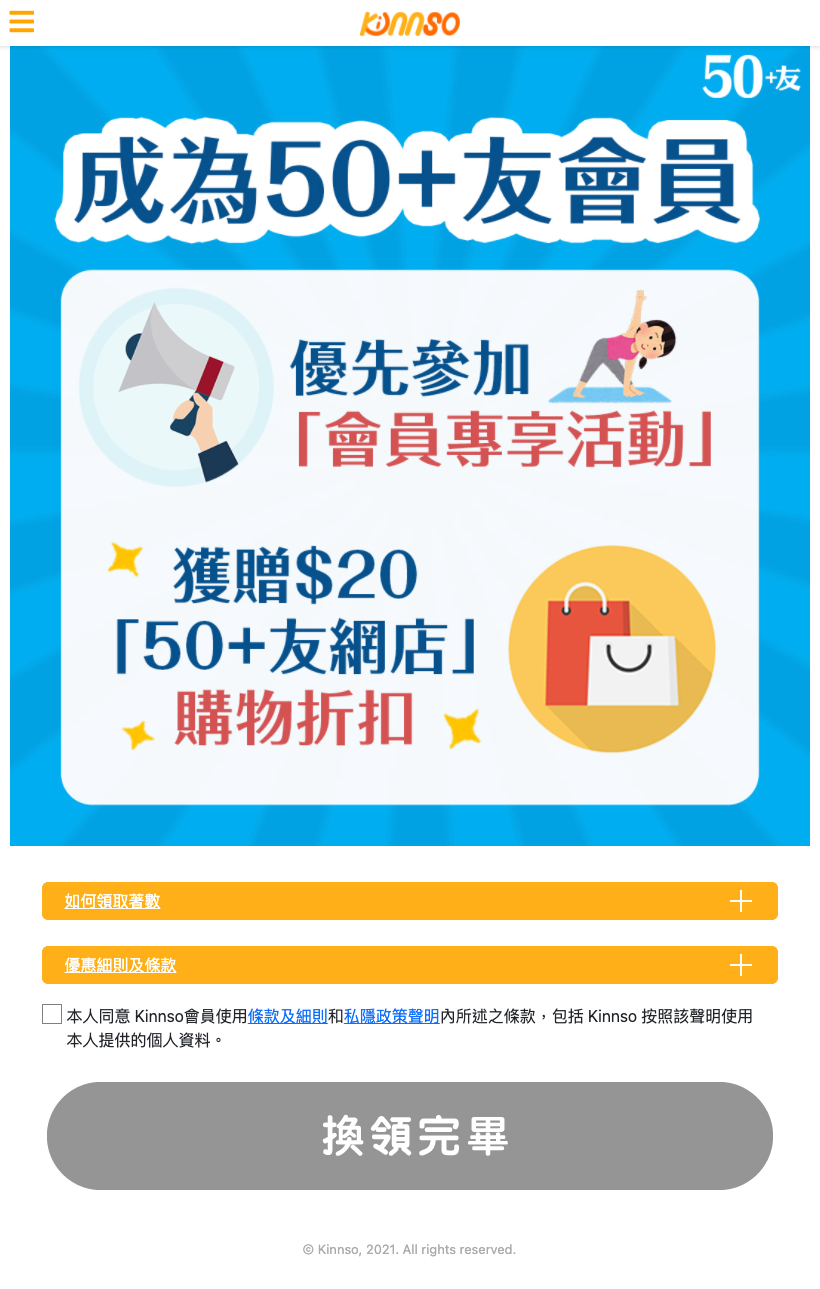 Kinnso
50+友
成為50+友會員
優先參加
「會員專享活動」
獲贈$20
「50+友網店」
購物折扣
如何領取著數
優惠細則及條款
本人同意 Kinnso會員使用條款及細則和私隱政策聲明內所述之條款，包括 Kinnso 按照該聲明使用
本人提供的個人資料。
換領完畢
© Kinnso, 2021. All rights reserved.